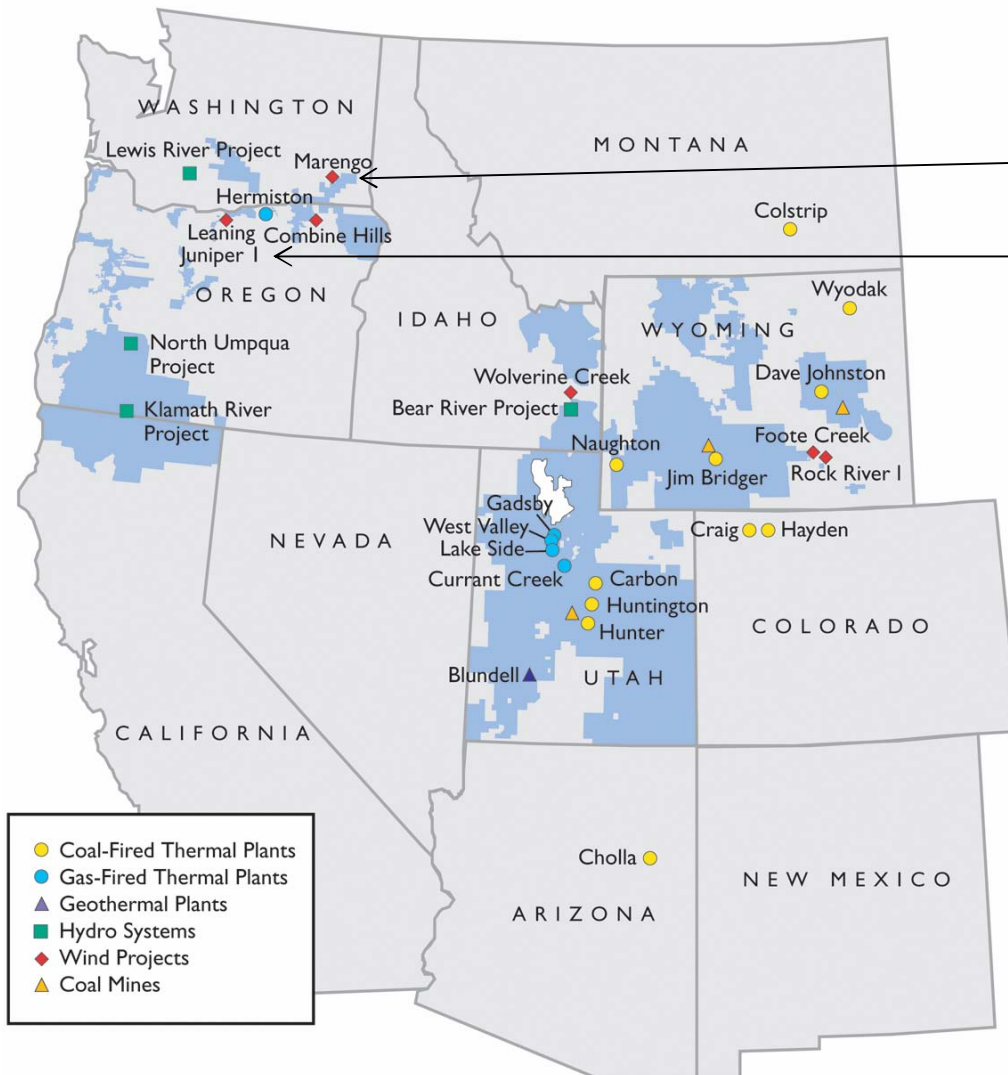 WASHINGTON
Lewis River Project
Marengo
Hermiston
Leaning
Juniper 1
Combine Hills
OREGON
MONTANA
Colstrip
IDAHO
WYOMING
Wyodak
North Umpqua
Project
Klamath River
Project
Wolverine Creek
Bear River Project
Dave Johnston
Naughton
Jim Bridger
Foote Creek
Rock River I
Gadsby
West Valley
Lake Side
Currant Creek
NEVADA
Craig
Hayden
Carbon
Huntington
Hunter
COLORADO
Blundell
UTAH
CALIFORNIA
Cholla
ARIZONA
NEW MEXICO
Coal-Fired Thermal Plants
Gas-Fired Thermal Plants
Geothermal Plants
Hydro Systems
Wind Projects
Coal Mines